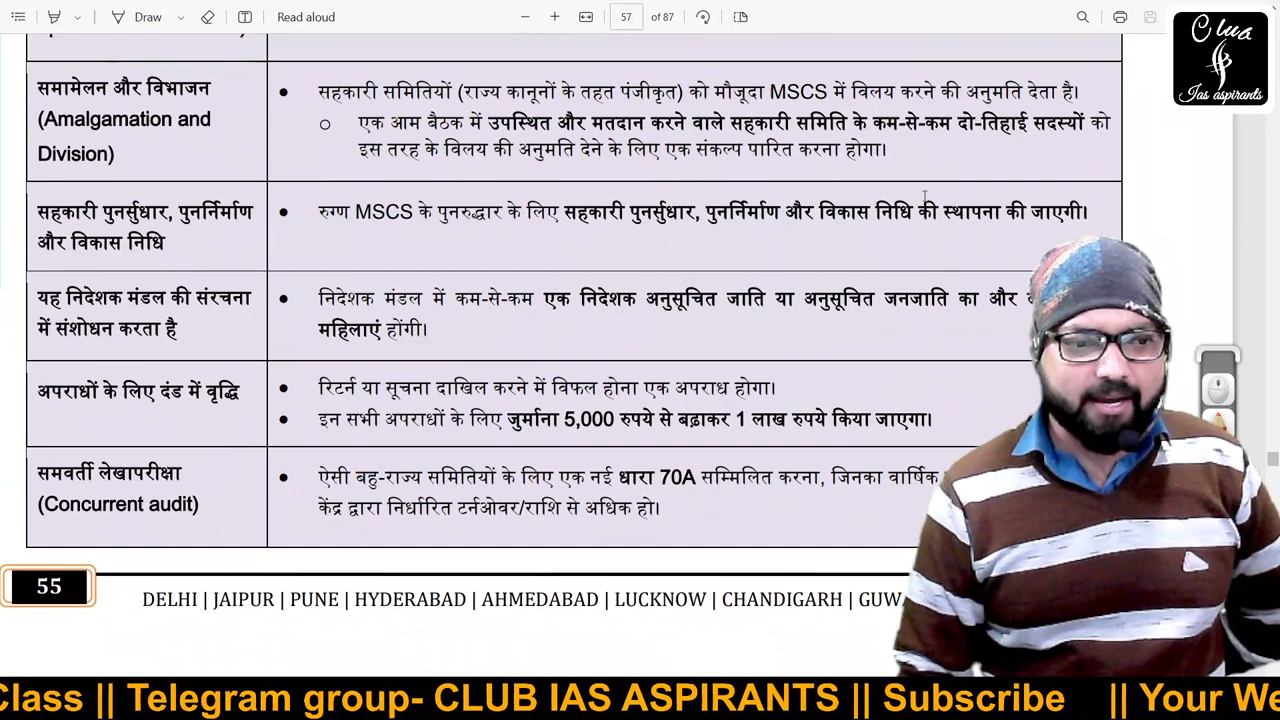 Draw
Read aloud
57
of 87
Clua
Ias aspirants
समामेलन और विभाजन
(Amalgamation and
Division)
सहकारी समितियों (राज्य कानूनों के तहत पंजीकृत) को मौजूदा MSCS में विलय करने की अनुमति देता है।
एक आम बैठक में उपस्थित और मतदान करने वाले सहकारी समिति के कम-से-कम दो-तिहाई सदस्यों को
इस तरह के विलय की अनुमति देने के लिए एक संकल्प पारित करना होगा।
सहकारी पुनर्सुधार, पुनर्निर्माण
और विकास निधि
रुग्ण MSCS के पुनरुद्धार के लिए सहकारी पुनर्सुधार, पुनर्निर्माण और विकास निधि की स्थापना की जाएगी।
यह निदेशक मंडल की संरचना
में संशोधन करता है
निदेशक मंडल में कम-से-कम एक निदेशक अनुसूचित जाति या अनुसूचित जनजाति का और
महिलाएं होंगी।
अपराधों के लिए दंड में वृद्धि
रिटर्न या सूचना दाखिल करने में विफल होना एक अपराध होगा।
इन सभी अपराधों के लिए जुर्माना 5,000 रुपये से बढ़ाकर 1 लाख रुपये किया जाएगा।
समवर्ती लेखापरीक्षा
(Concurrent audit)
ऐसी बहु-राज्य समितियों के लिए एक नई धारा 70A सम्मिलित करना, जिनका वार्षिक
केंद्र द्वारा निर्धारित टर्नओवर/राशि से अधिक हो।
55
DELHI | JAIPUR | PUNE | HYDERABAD | AHMEDABAD | LUCKNOW | CHANDIGARH | GUWA
Class || Telegram group- CLUB IAS ASPIRANTS || Subscribe || Your We